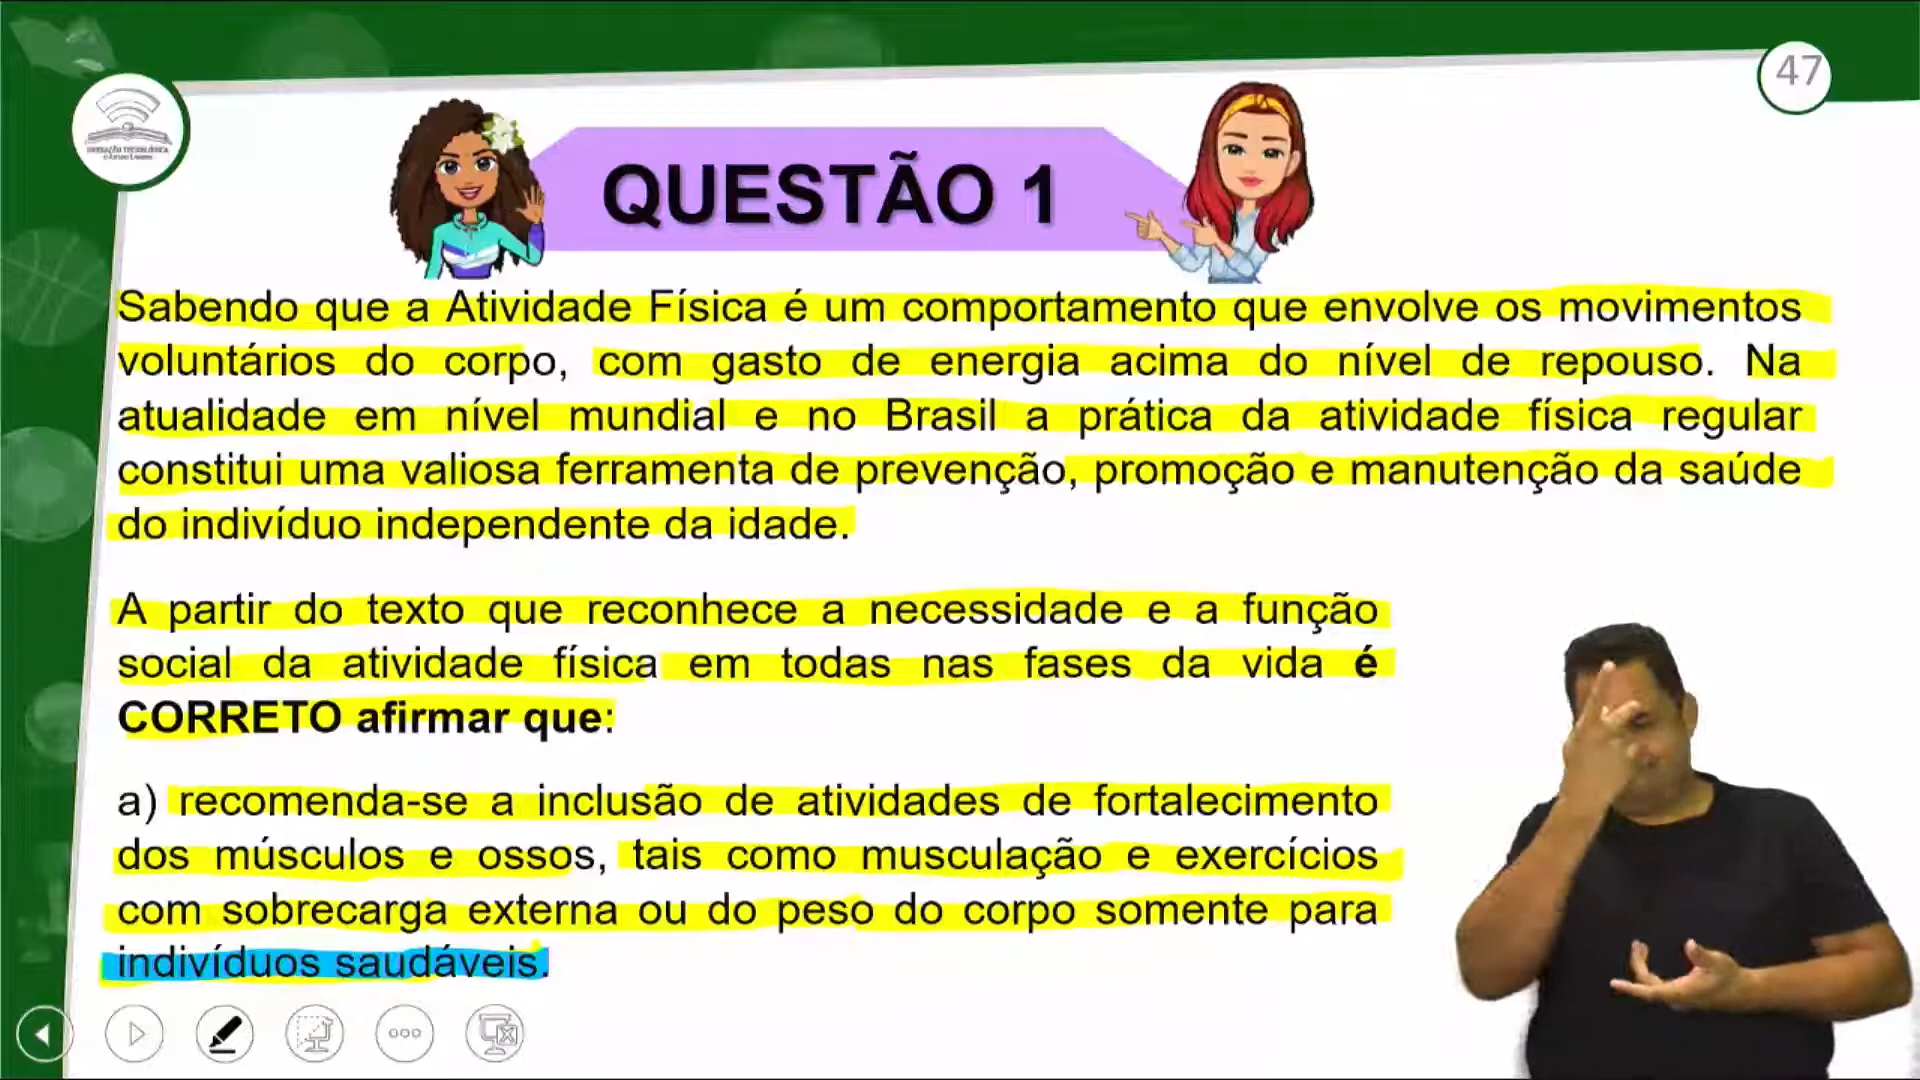 47
QUESTÃO 1
Sabendo que a Atividade Física é um comportamento que envolve os movimentos
voluntários do corpo, com gasto de energia acima do nível de repouso. Na
atualidade em nível mundial e no Brasil a prática da atividade física regular
constitui uma valiosa ferramenta de prevenção, promoção e manutenção da saúde
do indivíduo independente da idade.
A partir do texto que reconhece a necessidade e a função
social da atividade física em todas nas fases da vida é
CORRETO afirmar que:
a) recomenda-se a inclusão de atividades de fortalecimento
dos músculos e ossos, tais como musculação e exercícios
com sobrecarga externa ou do peso do corpo somente para
indivíduos saudáveis.